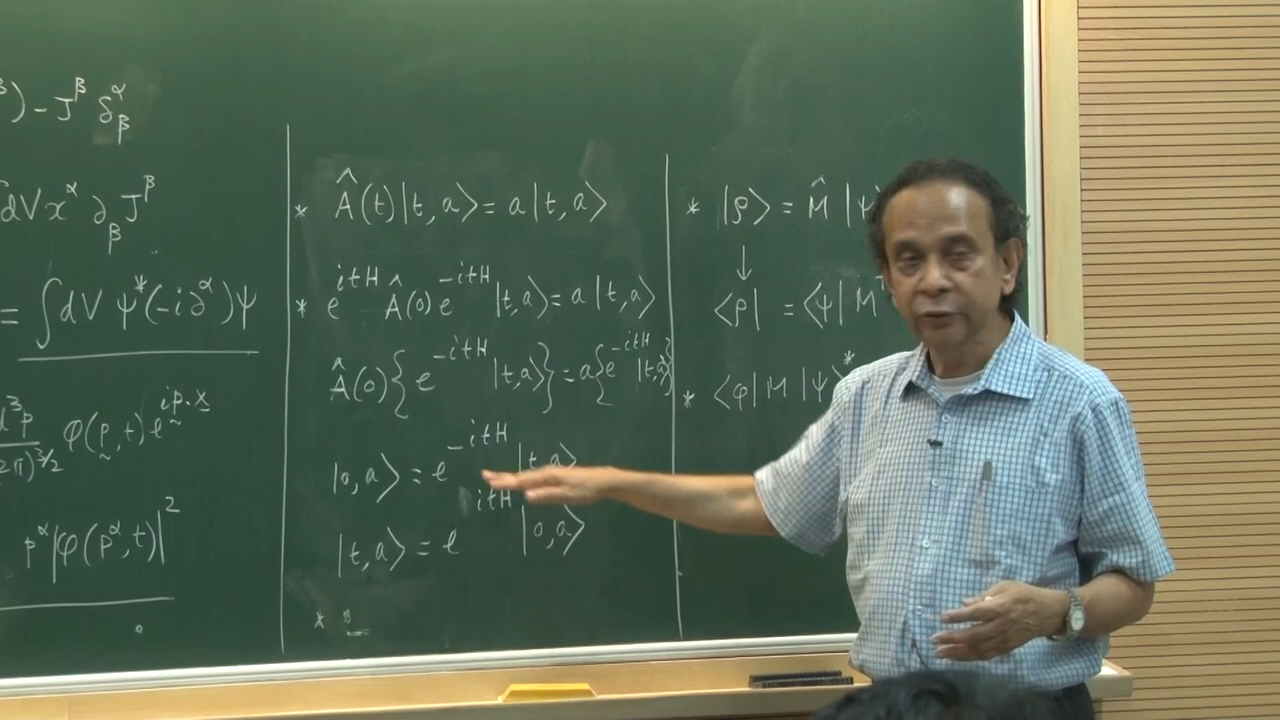 β) – J^β δ^α_β
∫dV x^α ∂_β J^β
= ∫dV ψ*(-i∂^α)ψ
d³p/(2π)^{3/2} φ(p̰,t) e^{ip̰·x̰}
p^α|φ(p^α,t)|²
* Â(t)|t,a⟩ = a|t,a⟩
* e^{itH} Â(0) e^{-itH} |t,a⟩ = a|t,a⟩
Â(0){e^{-itH} |t,a⟩} = a{e^{-itH} |t,a⟩}
|0,a⟩ = e^{-itH} |t,a⟩
|t,a⟩ = e^{itH} |0,a⟩
*
* |ρ⟩ = M̂ |ψ⟩
↓
⟨ρ| = ⟨ψ| M
* ⟨φ|M|ψ⟩*